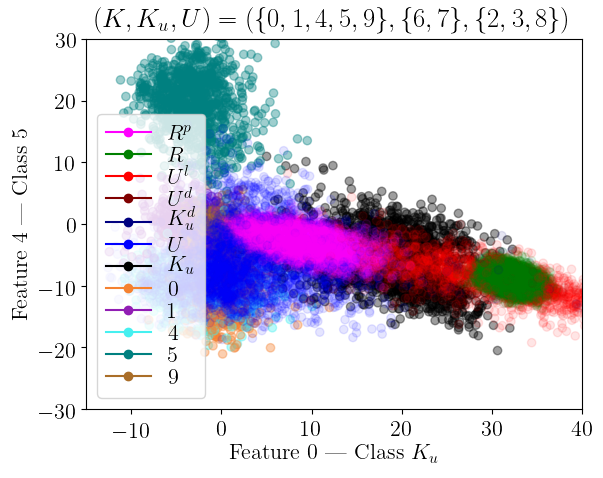 (K, K_u, U) = ({0, 1, 4, 5, 9}, {6, 7}, {2, 3, 8})
30
20
10
0
−10
−20
−30
Feature 4 — Class 5
R^p
R
U^l
U^d
K_u^d
U
K_u
0
1
4
5
9
−10
0
10
20
30
40
Feature 0 — Class K_u